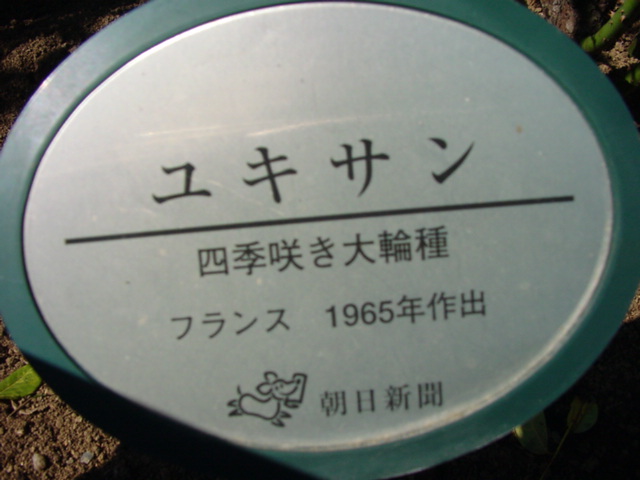 ユキサン
四季咲き大輪種
フランス 1965年作出
朝日新聞